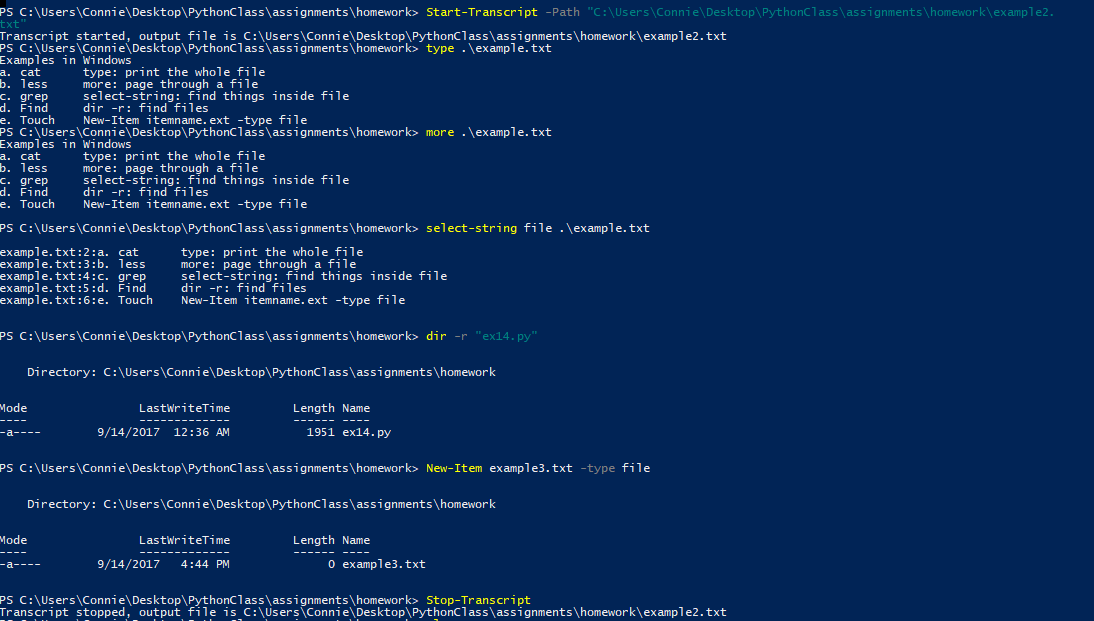 PS C:\Users\Connie\Desktop\PythonClass\assignments\homework> Start-Transcript -Path "C:\Users\Connie\Desktop\PythonClass\assignments\homework\example2.
txt"
Transcript started, output file is C:\Users\Connie\Desktop\PythonClass\assignments\homework\example2.txt
PS C:\Users\Connie\Desktop\PythonClass\assignments\homework> type .\example.txt
Examples in Windows
a. cat      type: print the whole file
b. less     more: page through a file
c. grep     select-string: find things inside file
d. Find     dir -r: find files
e. Touch    New-Item itemname.ext -type file
PS C:\Users\Connie\Desktop\PythonClass\assignments\homework> more .\example.txt
Examples in Windows
a. cat      type: print the whole file
b. less     more: page through a file
c. grep     select-string: find things inside file
d. Find     dir -r: find files
e. Touch    New-Item itemname.ext -type file
PS C:\Users\Connie\Desktop\PythonClass\assignments\homework> select-string file .\example.txt
example.txt:2:a. cat      type: print the whole file
example.txt:3:b. less     more: page through a file
example.txt:4:c. grep     select-string: find things inside file
example.txt:5:d. Find     dir -r: find files
example.txt:6:e. Touch    New-Item itemname.ext -type file
PS C:\Users\Connie\Desktop\PythonClass\assignments\homework> dir -r "ex14.py"
Directory: C:\Users\Connie\Desktop\PythonClass\assignments\homework
Mode                LastWriteTime         Length Name
----                -------------         ------ ----
-a----        9/14/2017  12:36 AM           1951 ex14.py
PS C:\Users\Connie\Desktop\PythonClass\assignments\homework> New-Item example3.txt -type file
Directory: C:\Users\Connie\Desktop\PythonClass\assignments\homework
Mode                LastWriteTime         Length Name
----                -------------         ------ ----
-a----        9/14/2017   4:44 PM              0 example3.txt
PS C:\Users\Connie\Desktop\PythonClass\assignments\homework> Stop-Transcript
Transcript stopped, output file is C:\Users\Connie\Desktop\PythonClass\assignments\homework\example2.txt